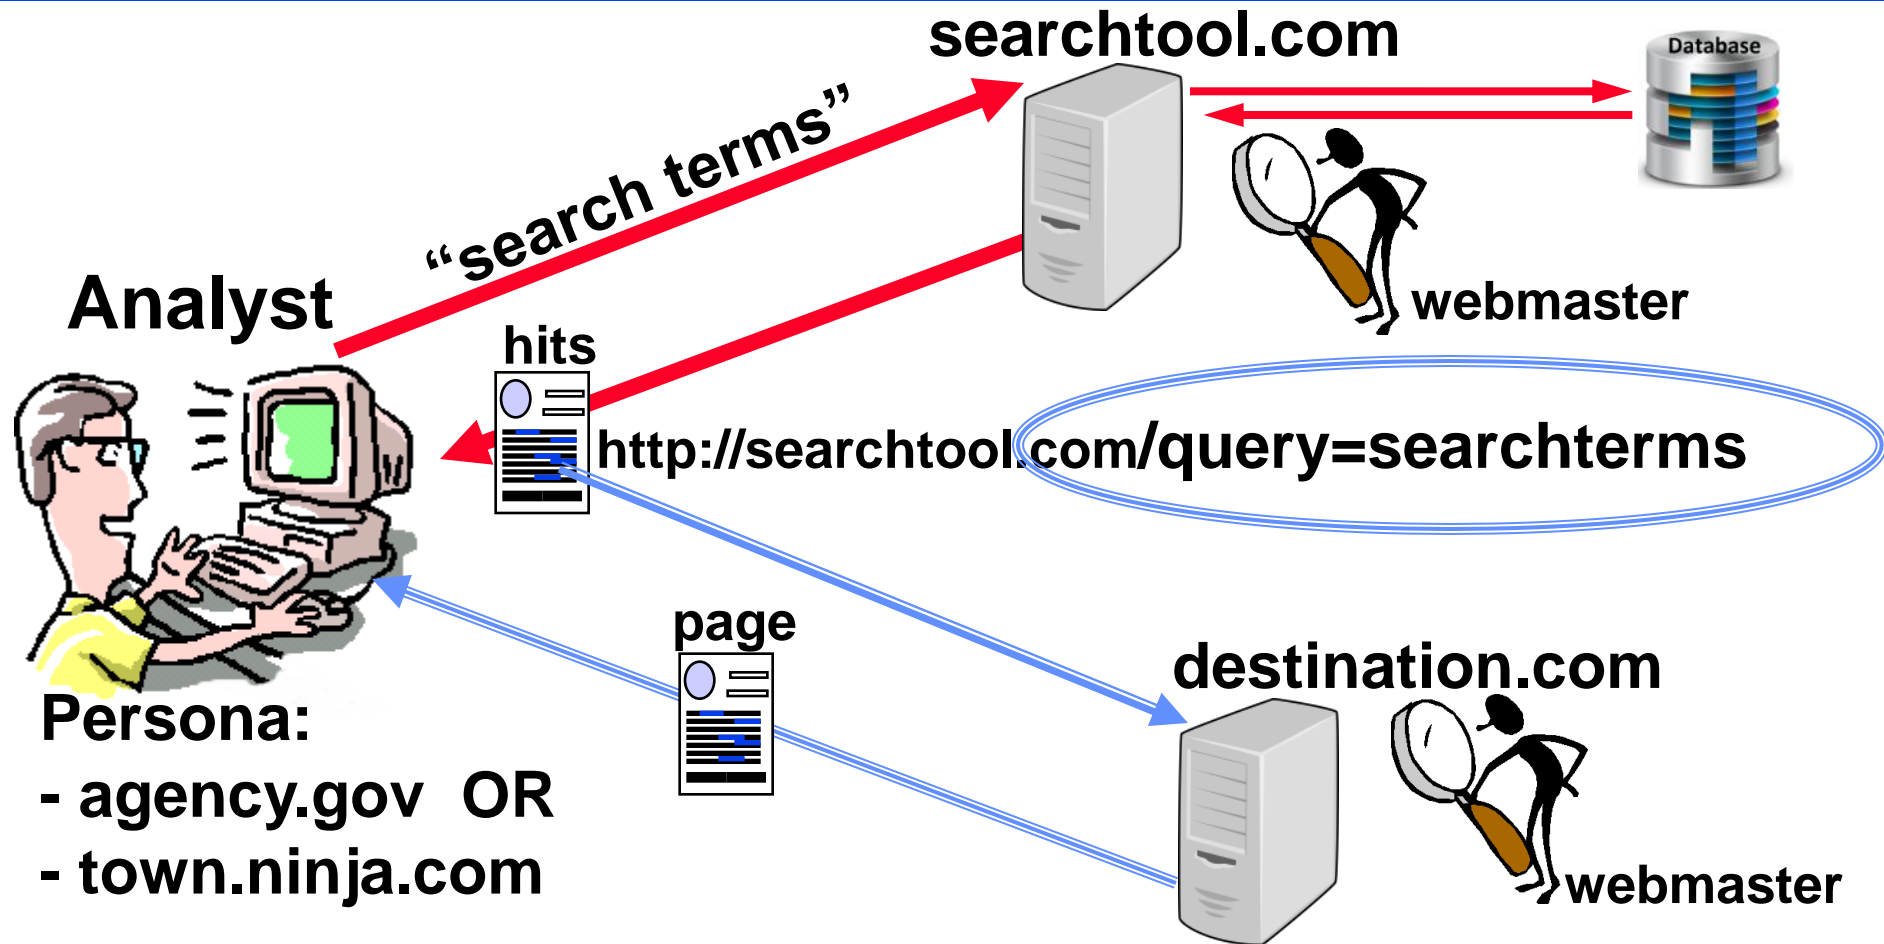 searchtool.com
Database
“search terms”
Analyst
webmaster
hits
http://searchtool.com/query=searchterms
page
destination.com
Persona:
- agency.gov OR
- town.ninja.com
webmaster